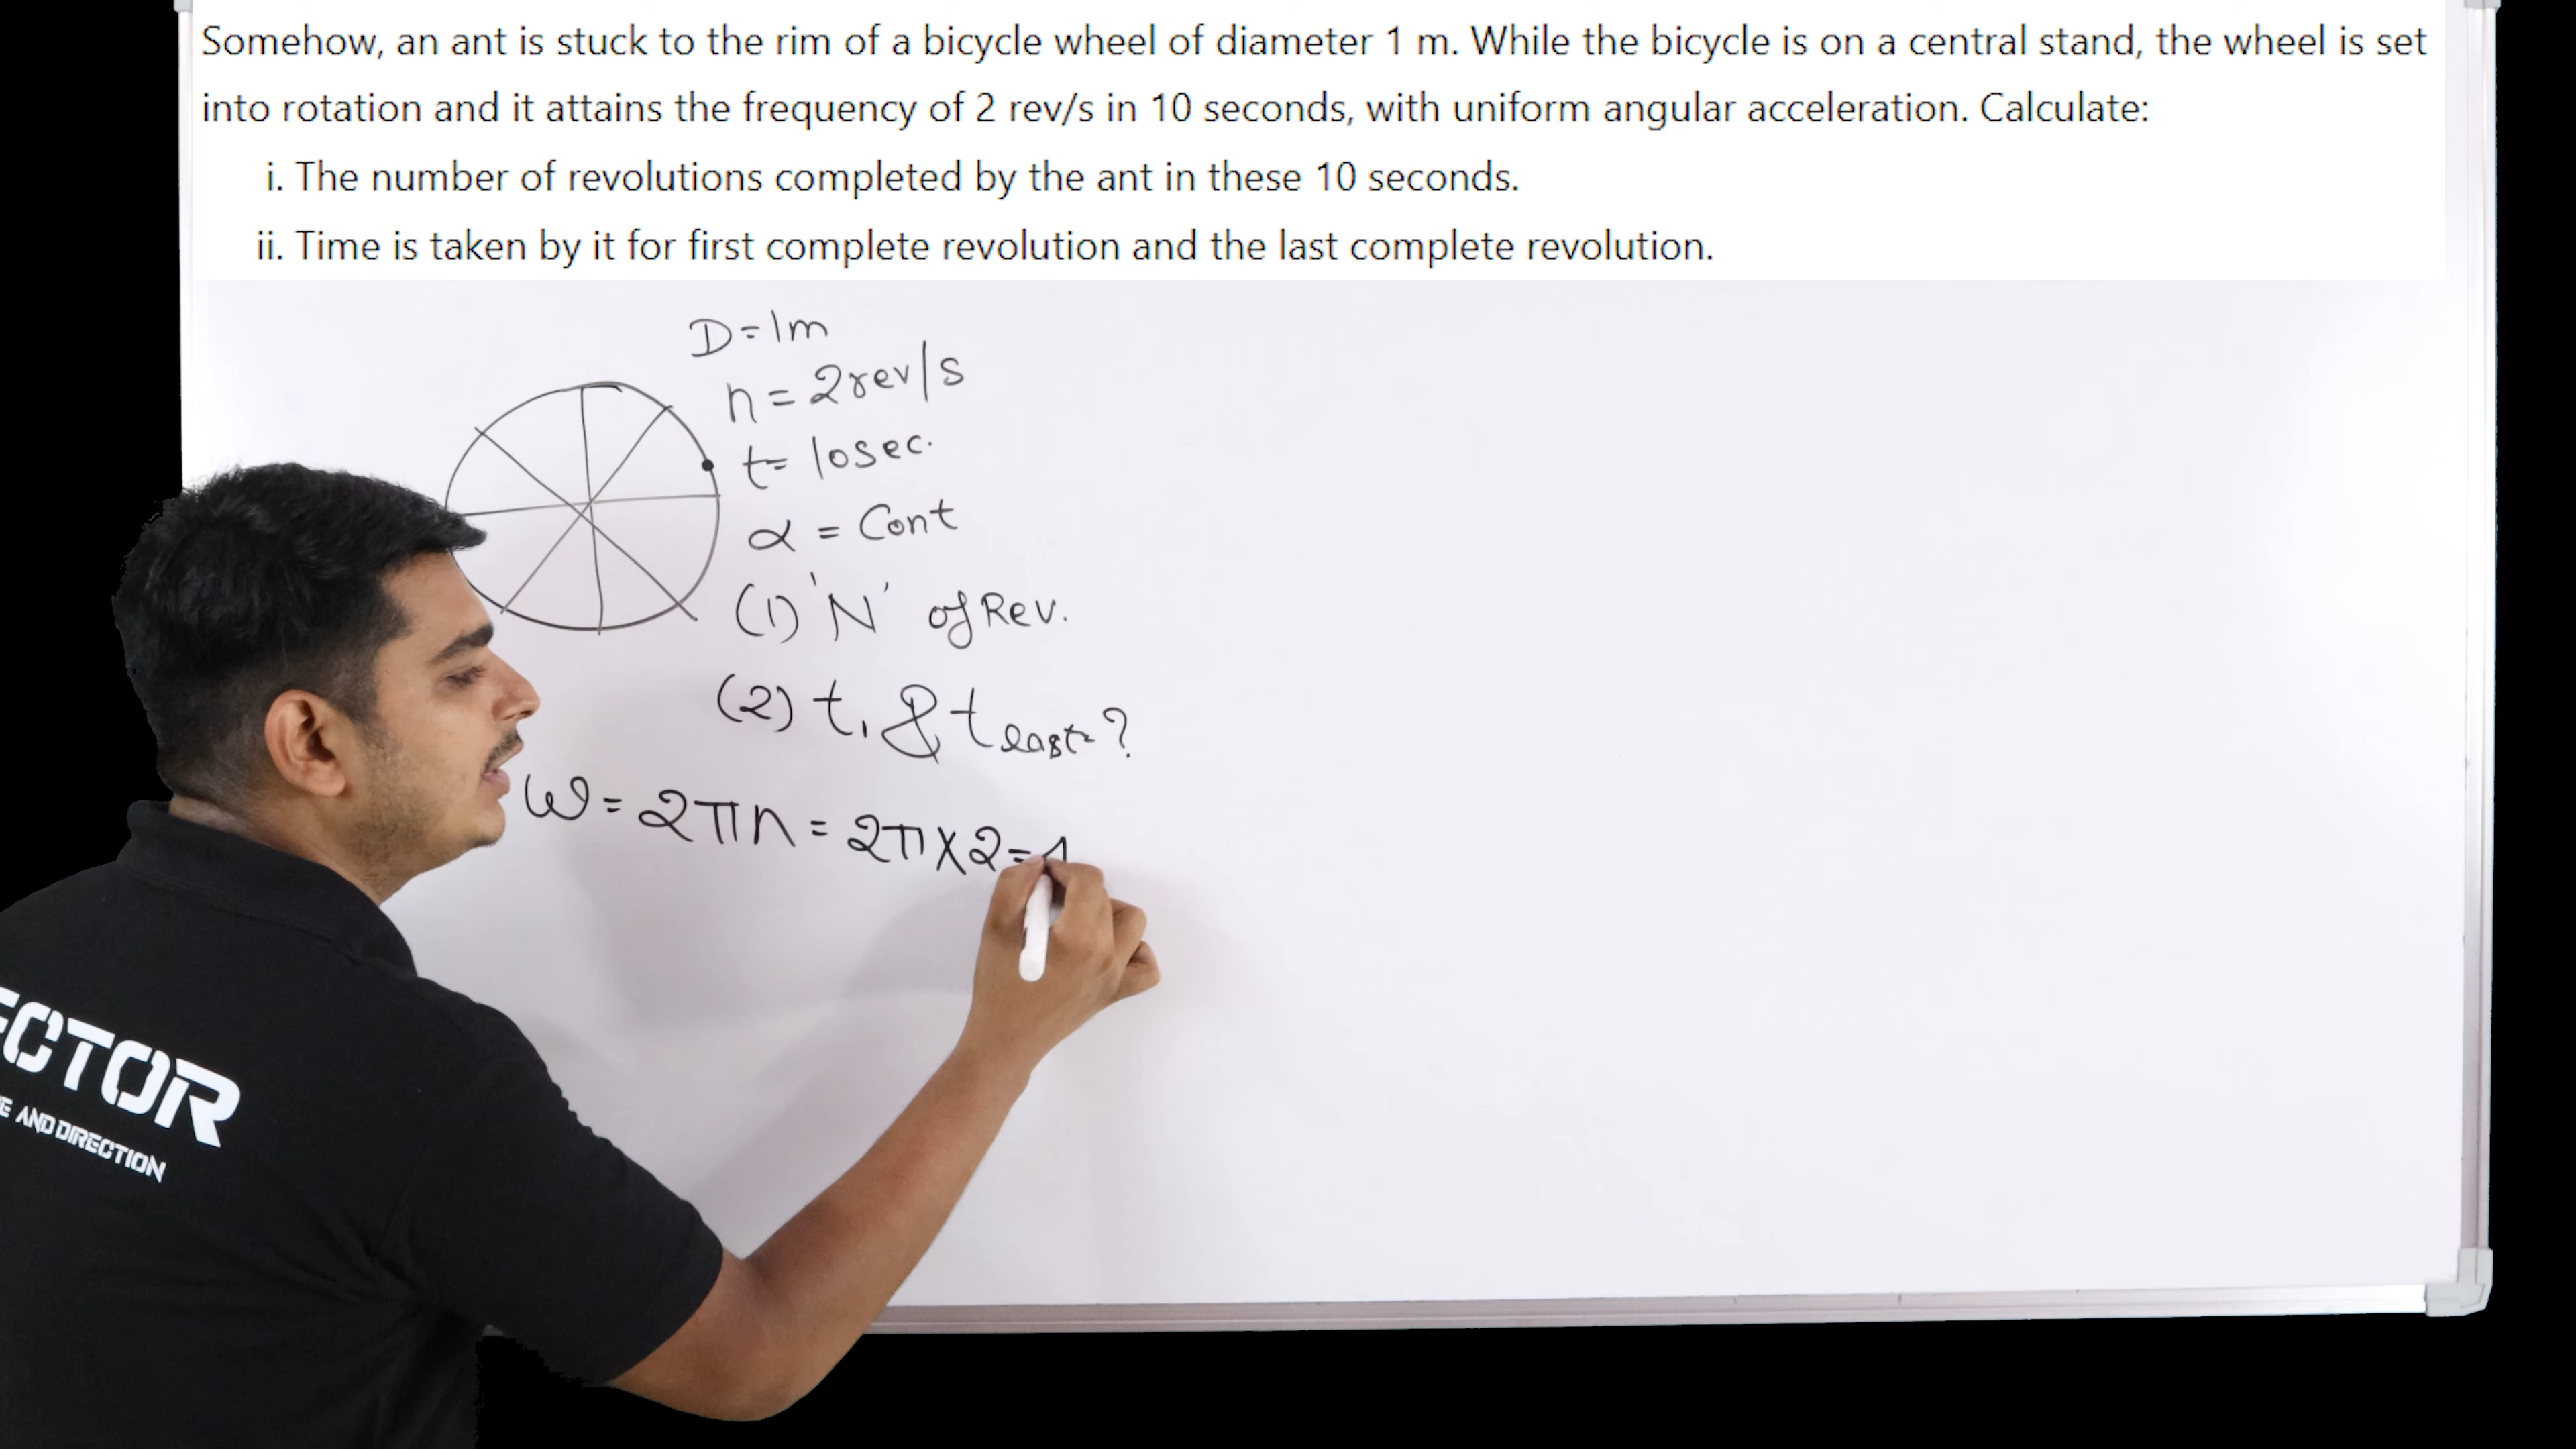 Somehow, an ant is stuck to the rim of a bicycle wheel of diameter 1 m. While the bicycle is on a central stand, the wheel is set
into rotation and it attains the frequency of 2 rev/s in 10 seconds, with uniform angular acceleration. Calculate:
i. The number of revolutions completed by the ant in these 10 seconds.
ii. Time is taken by it for first complete revolution and the last complete revolution.
D=1m
n=2rev/s
t=10sec.
α = Cont
(1) 'N' of Rev.
(2) t₁ & t last?
ω = 2πn = 2π×2=
CTOR
AND DIRECTION